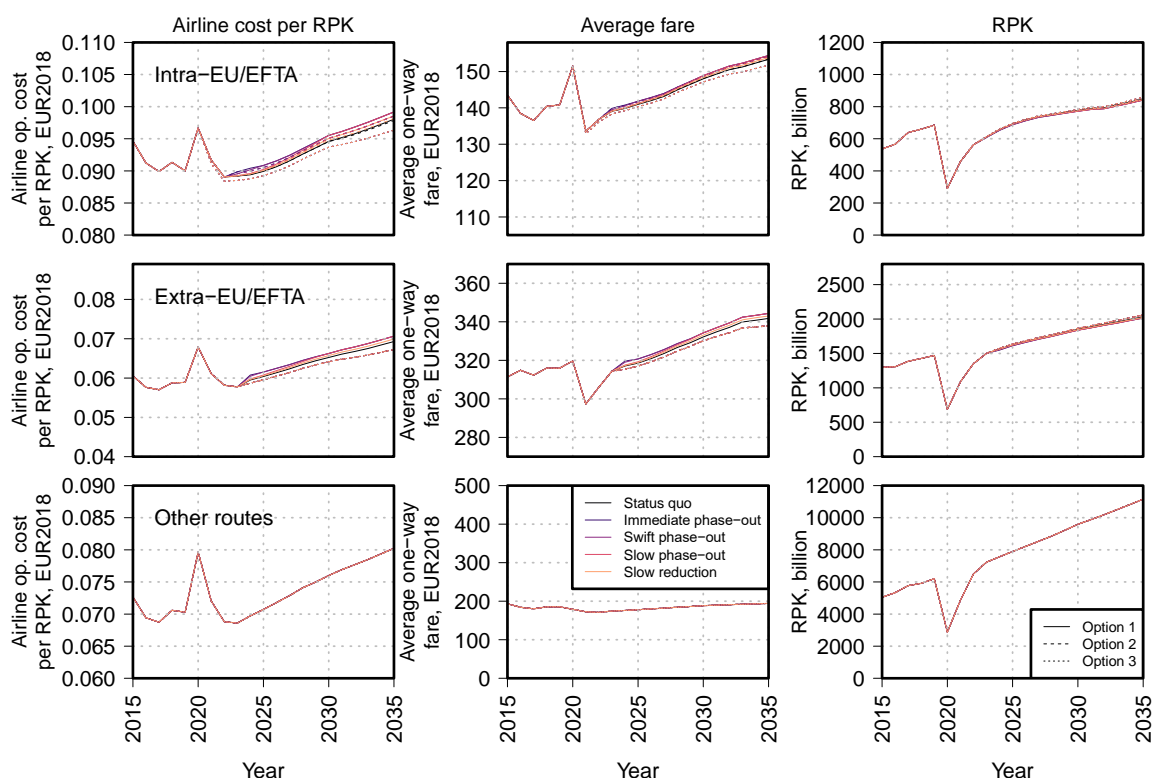 Airline cost per RPK
Average fare
RPK
Airline op. cost
per RPK, EUR2018
0.110
0.105
0.100
0.095
0.090
0.085
0.080
Intra−EU/EFTA
Average one−way
fare, EUR2018
150
140
130
120
110
RPK, billion
1200
1000
800
600
400
200
0
Airline op. cost
per RPK, EUR2018
0.08
0.07
0.06
0.05
0.04
Extra−EU/EFTA
Average one−way
fare, EUR2018
360
340
320
300
280
RPK, billion
2500
2000
1500
1000
500
0
Airline op. cost
per RPK, EUR2018
0.090
0.085
0.080
0.075
0.070
0.065
0.060
Other routes
Average one−way
fare, EUR2018
500
400
300
200
100
0
Status quo
Immediate phase−out
Swift phase−out
Slow phase−out
Slow reduction
RPK, billion
12000
10000
8000
6000
4000
2000
0
Option 1
Option 2
Option 3
2015
2020
2025
2030
2035
2015
2020
2025
2030
2035
2015
2020
2025
2030
2035
Year
Year
Year